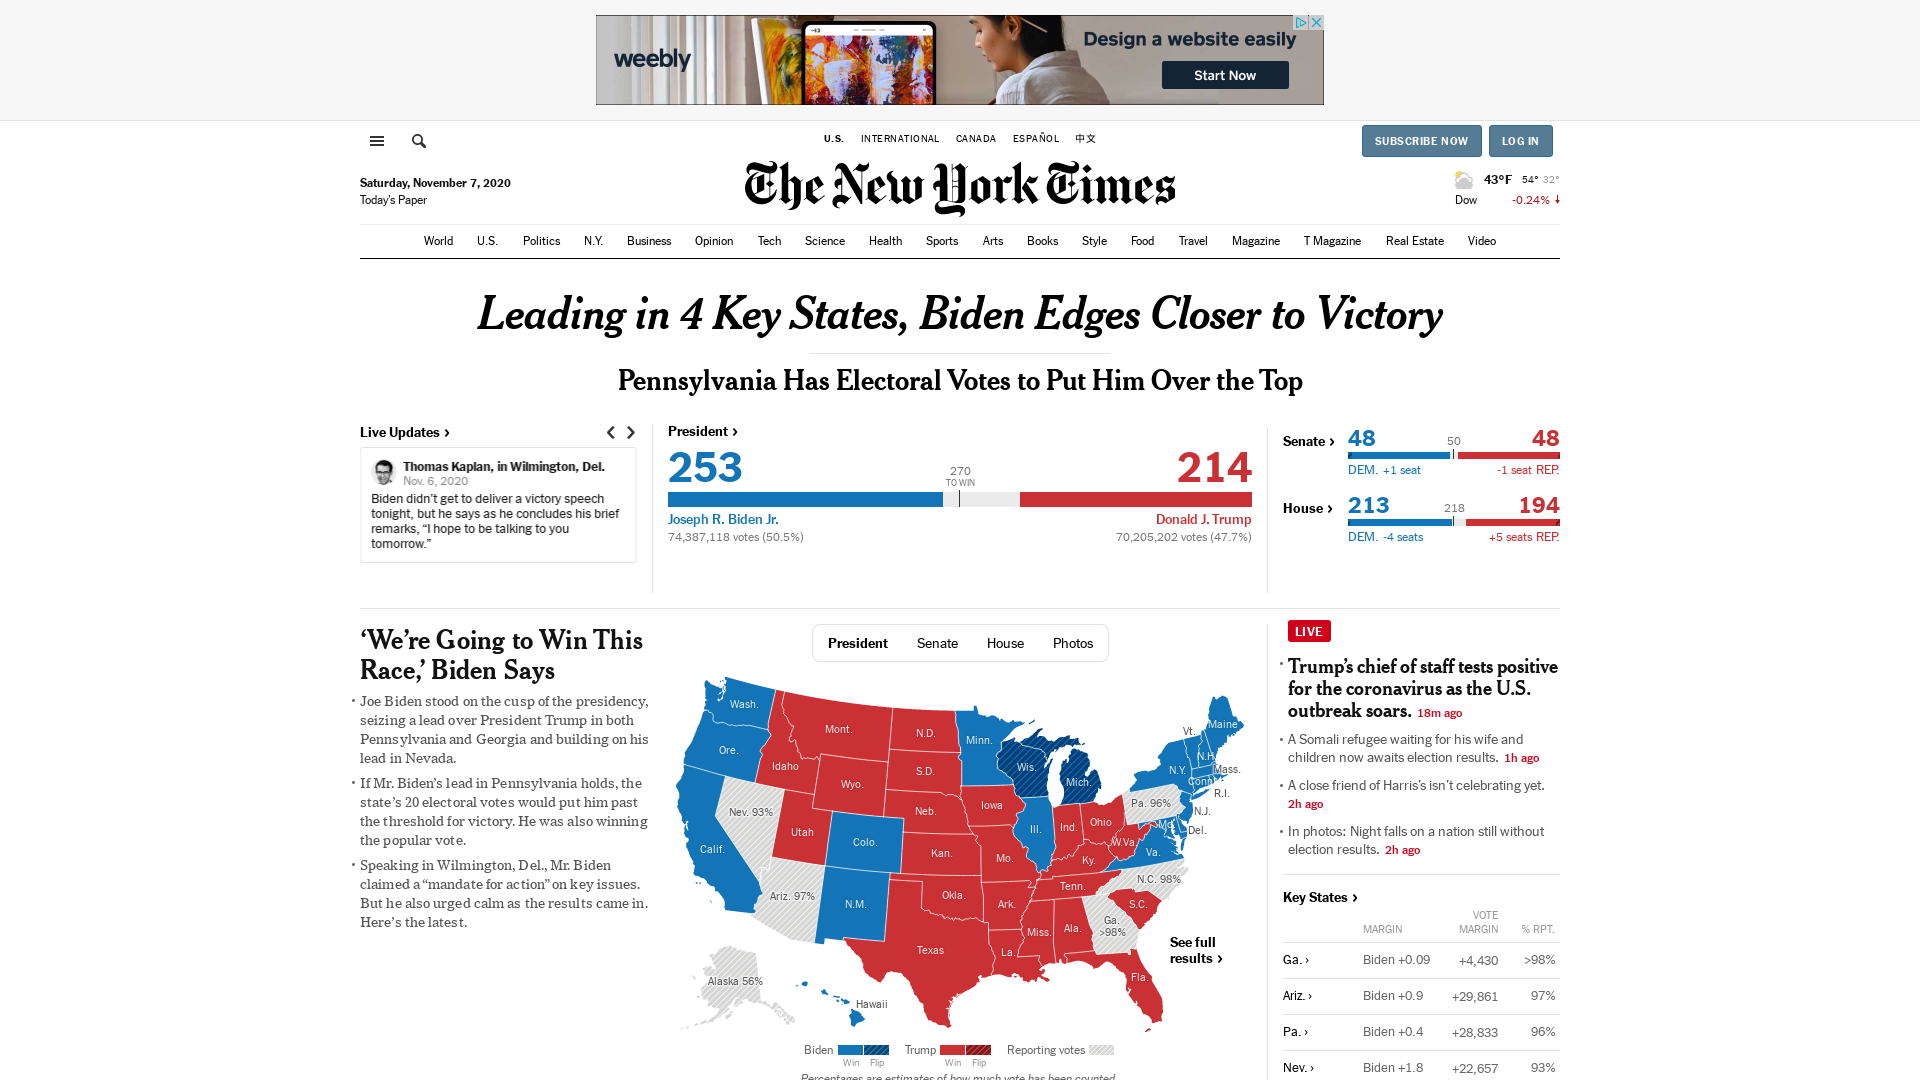 weebly
Design a website easily
Start Now
U.S. INTERNATIONAL CANADA ESPAÑOL 中文
SUBSCRIBE NOW LOG IN
Saturday, November 7, 2020
Today's Paper
The New York Times
43°F 54° 32°
Dow -0.24%
World U.S. Politics N.Y. Business Opinion Tech Science Health Sports Arts Books Style Food Travel Magazine T Magazine Real Estate Video
Leading in 4 Key States, Biden Edges Closer to Victory
Pennsylvania Has Electoral Votes to Put Him Over the Top
Live Updates ›
Thomas Kaplan, in Wilmington, Del.
Nov. 6, 2020
Biden didn't get to deliver a victory speech
tonight, but he says as he concludes his brief
remarks, “I hope to be talking to you
tomorrow.”
President ›
253 270 214
TO WIN
Joseph R. Biden Jr. Donald J. Trump
74,387,118 votes (50.5%) 70,205,202 votes (47.7%)
Senate › 48 50 48
DEM. +1 seat -1 seat REP.
House › 213 218 194
DEM. -4 seats +5 seats REP.
‘We’re Going to Win This
Race,’ Biden Says
• Joe Biden stood on the cusp of the presidency,
seizing a lead over President Trump in both
Pennsylvania and Georgia and building on his
lead in Nevada.
• If Mr. Biden’s lead in Pennsylvania holds, the
state’s 20 electoral votes would put him past
the threshold for victory. He was also winning
the popular vote.
• Speaking in Wilmington, Del., Mr. Biden
claimed a “mandate for action” on key issues.
But he also urged calm as the results came in.
Here’s the latest.
President Senate House Photos
Wash.
Mont.
N.D.
Minn.
Vt.
Maine
Ore.
Idaho
S.D.
Wis.
Mich.
N.Y.
N.H.
Mass.
Conn.
R.I.
Wyo.
Neb.
Iowa
Pa. 96%
N.J.
Nev. 93%
Utah
Colo.
Ill.
Ind.
Ohio
Md.
Del.
Calif.
Kan.
Mo.
Ky.
W.Va.
Va.
Ariz. 97%
N.M.
Okla.
Ark.
Tenn.
N.C. 98%
S.C.
Texas
La.
Miss.
Ala.
Ga.
>98%
Fla.
Alaska 56%
Hawaii
See full
results ›
Biden Trump Reporting votes
Win Flip Win Flip
Percentages are estimates of how much vote has been counted
LIVE
• Trump’s chief of staff tests positive
for the coronavirus as the U.S.
outbreak soars. 18m ago
• A Somali refugee waiting for his wife and
children now awaits election results. 1h ago
• A close friend of Harris’s isn’t celebrating yet.
2h ago
• In photos: Night falls on a nation still without
election results. 2h ago
Key States ›
MARGIN VOTE MARGIN % RPT.
Ga. › Biden +0.09 +4,430 >98%
Ariz. › Biden +0.9 +29,861 97%
Pa. › Biden +0.4 +28,833 96%
Nev. › Biden +1.8 +22,657 93%